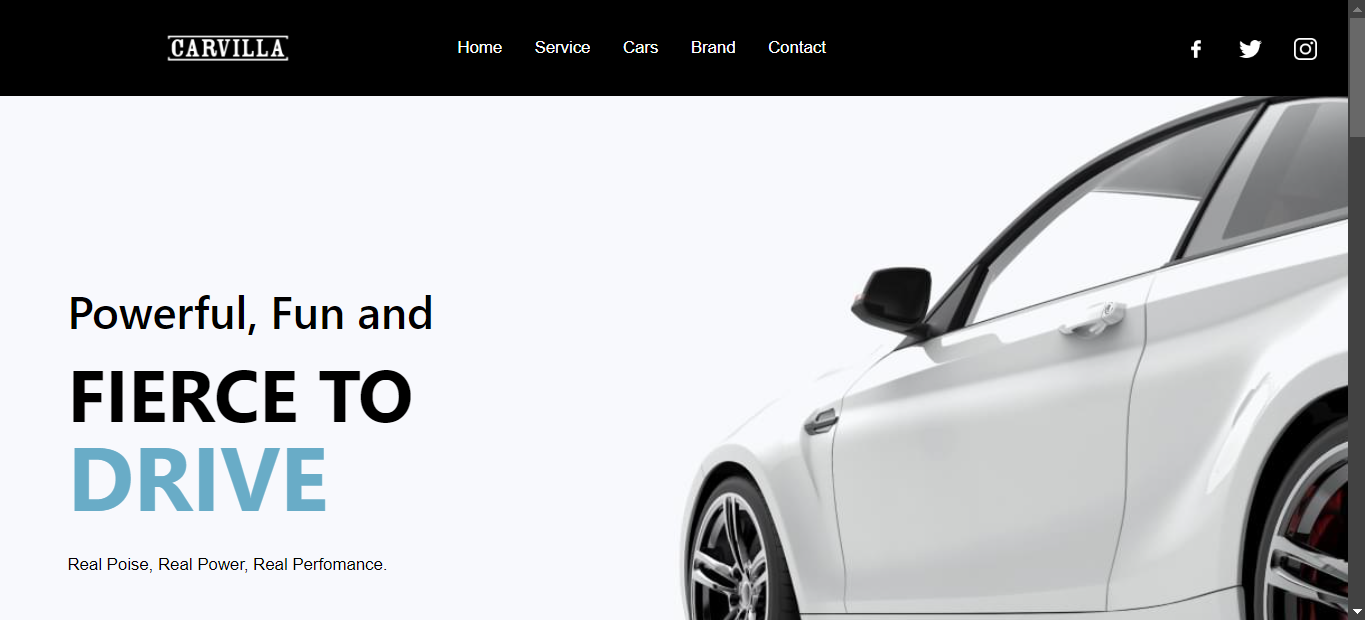 CARVILLA
Home Service Cars Brand Contact
Powerful, Fun and
FIERCE TO
DRIVE
Real Poise, Real Power, Real Perfomance.